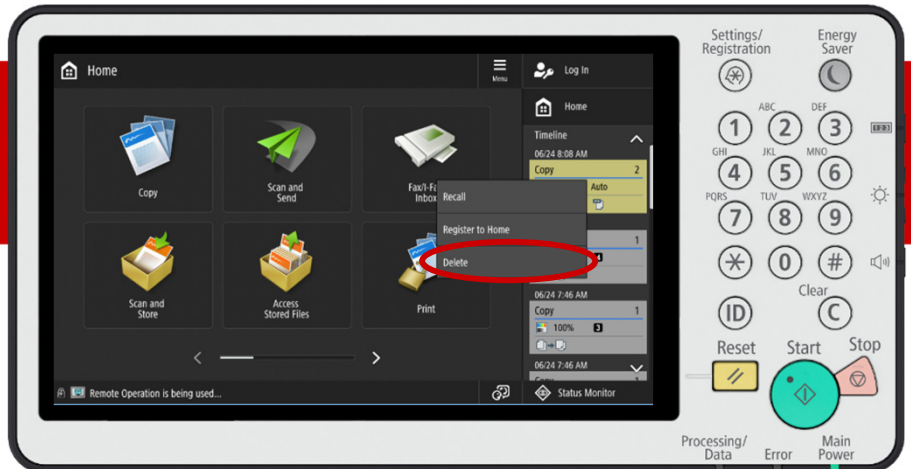 Home
Menu
Log In
Home
Timeline
06/24 8:08 AM
Copy 2
Auto
Copy
Scan and
Send
Fax/I-Fa
Inbox
Recall
Register to Home
Delete
1
Scan and
Store
Access
Stored Files
Print
06/24 7:46 AM
Copy 1
100% 3
06/24 7:46 AM
Remote Operation is being used...
Status Monitor
Settings/
Registration
Energy
Saver
1
ABC
2
DEF
3
GHI
4
JKL
5
MNO
6
PQRS
7
TUV
8
WXYZ
9
0
#
ID
Clear
C
Reset
Start
Stop
Processing/
Data
Error
Main
Power